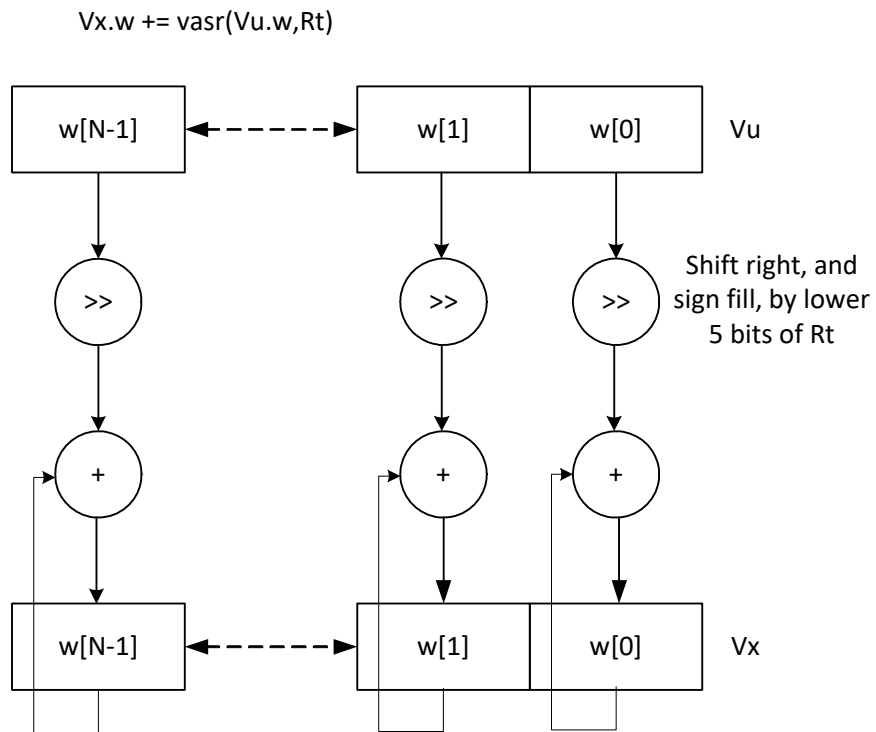 Vx.w += vasr(Vu.w,Rt)
w[N-1] w[1] w[0] Vu
>> >> >>
Shift right, and
sign fill, by lower
5 bits of Rt
+ + +
w[N-1] w[1] w[0] Vx